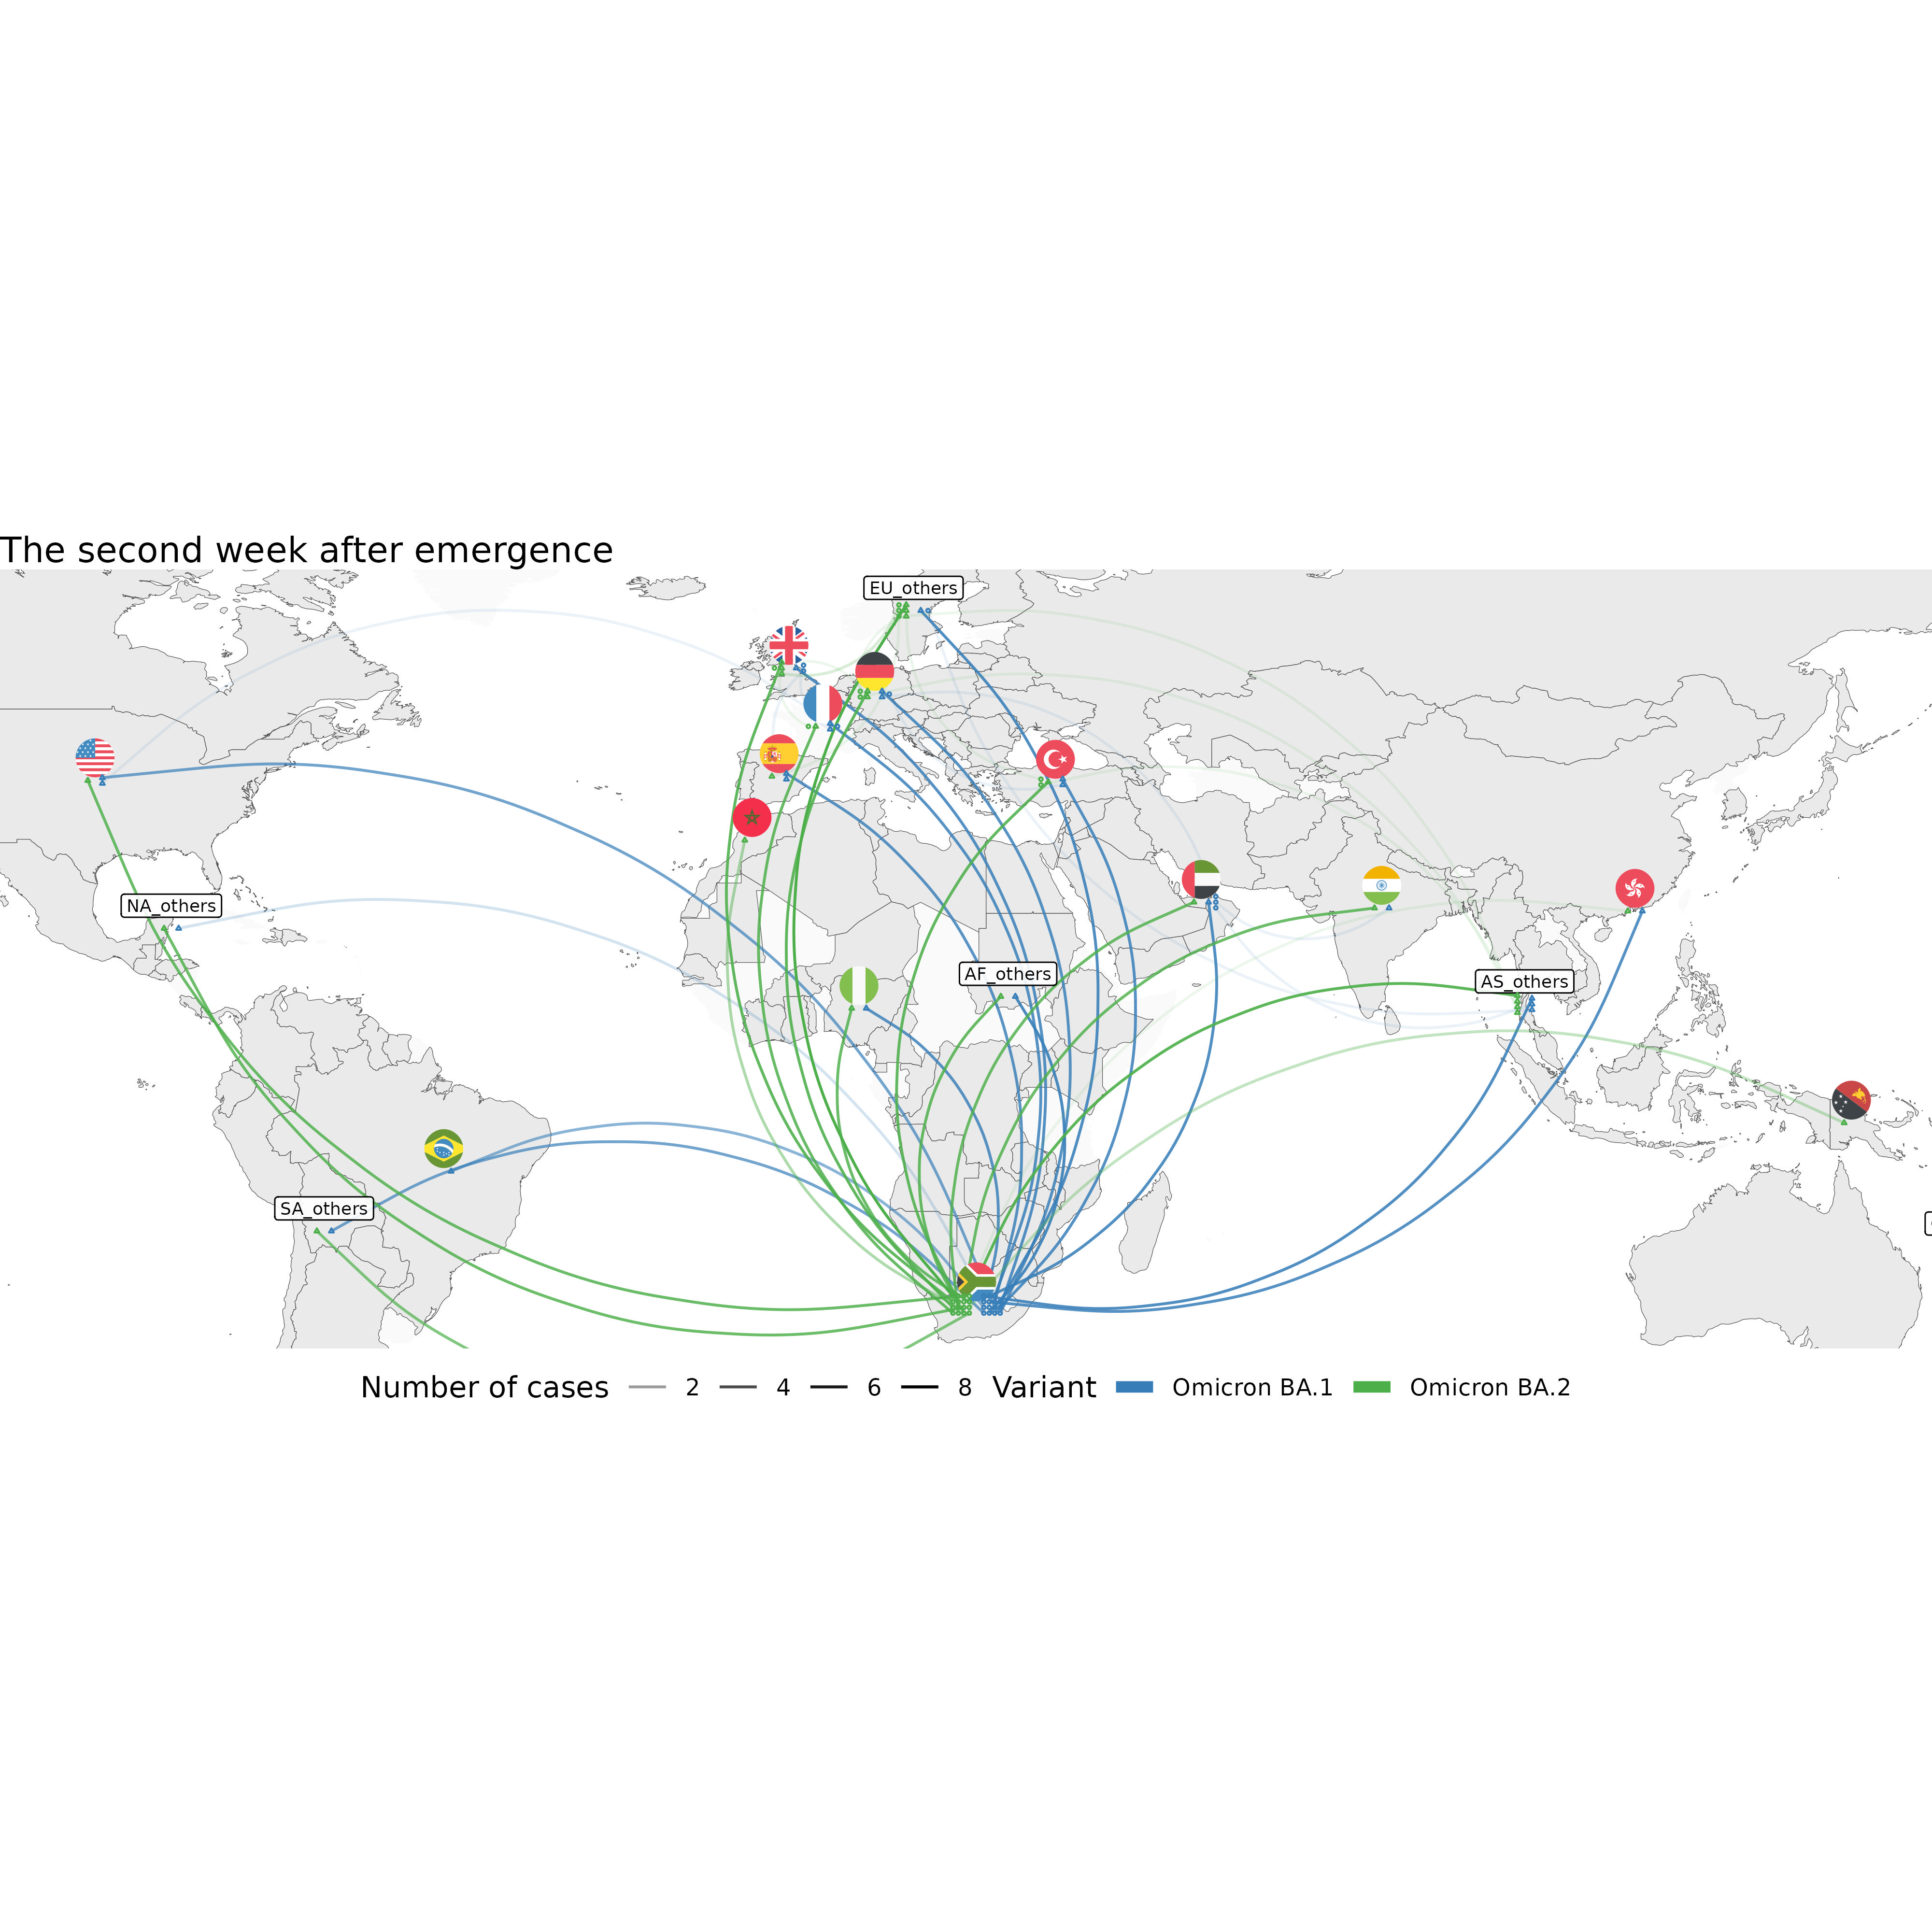 The second week after emergence
EU_others
NA_others
AF_others
AS_others
SA_others
Number of cases 2 4 6 8 Variant Omicron BA.1 Omicron BA.2